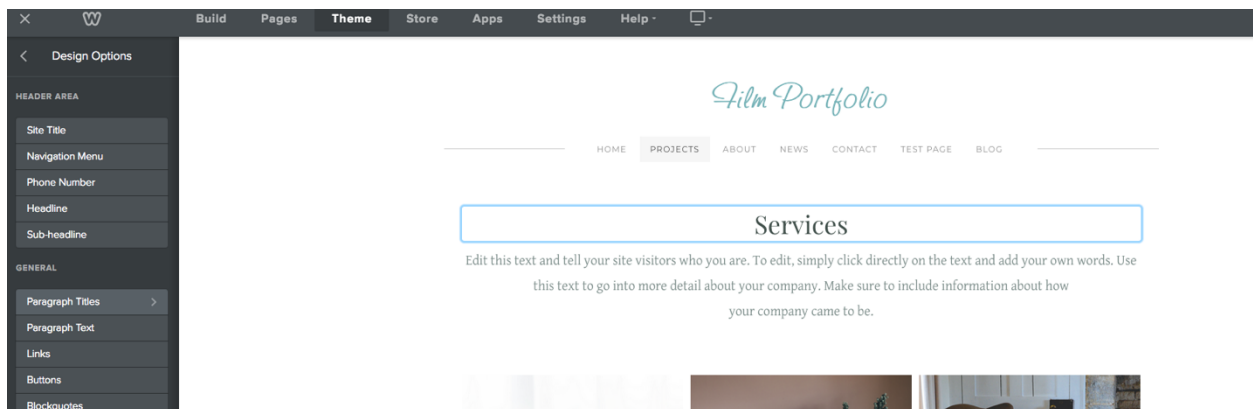 Build Pages Theme Store Apps Settings Help
Design Options
HEADER AREA
Site Title
Navigation Menu
Phone Number
Headline
Sub-headline
GENERAL
Paragraph Titles
Paragraph Text
Links
Buttons
Blockquotes
Film Portfolio
HOME PROJECTS ABOUT NEWS CONTACT TEST PAGE BLOG
Services
Edit this text and tell your site visitors who you are. To edit, simply click directly on the text and add your own words. Use
this text to go into more detail about your company. Make sure to include information about how
your company came to be.